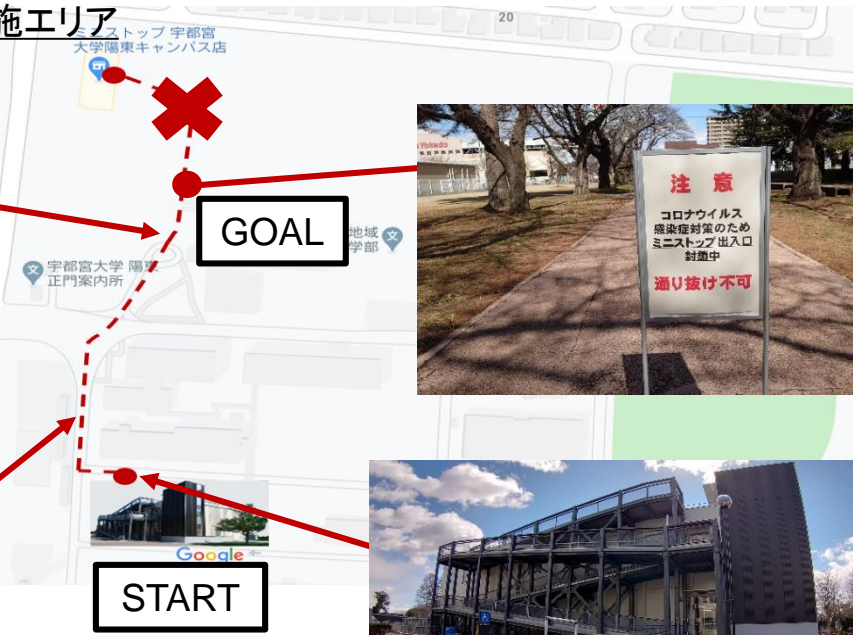 施エリア
ミニストップ 宇都宮
大学陽東キャンパス店
20
GOAL
地域
学部
宇都宮大学 陽東
正門案内所
Yokado
注 意
コロナウイルス
感染症対策のため
ミニストップ出入口
封鎖中
通り抜け不可
Google
START